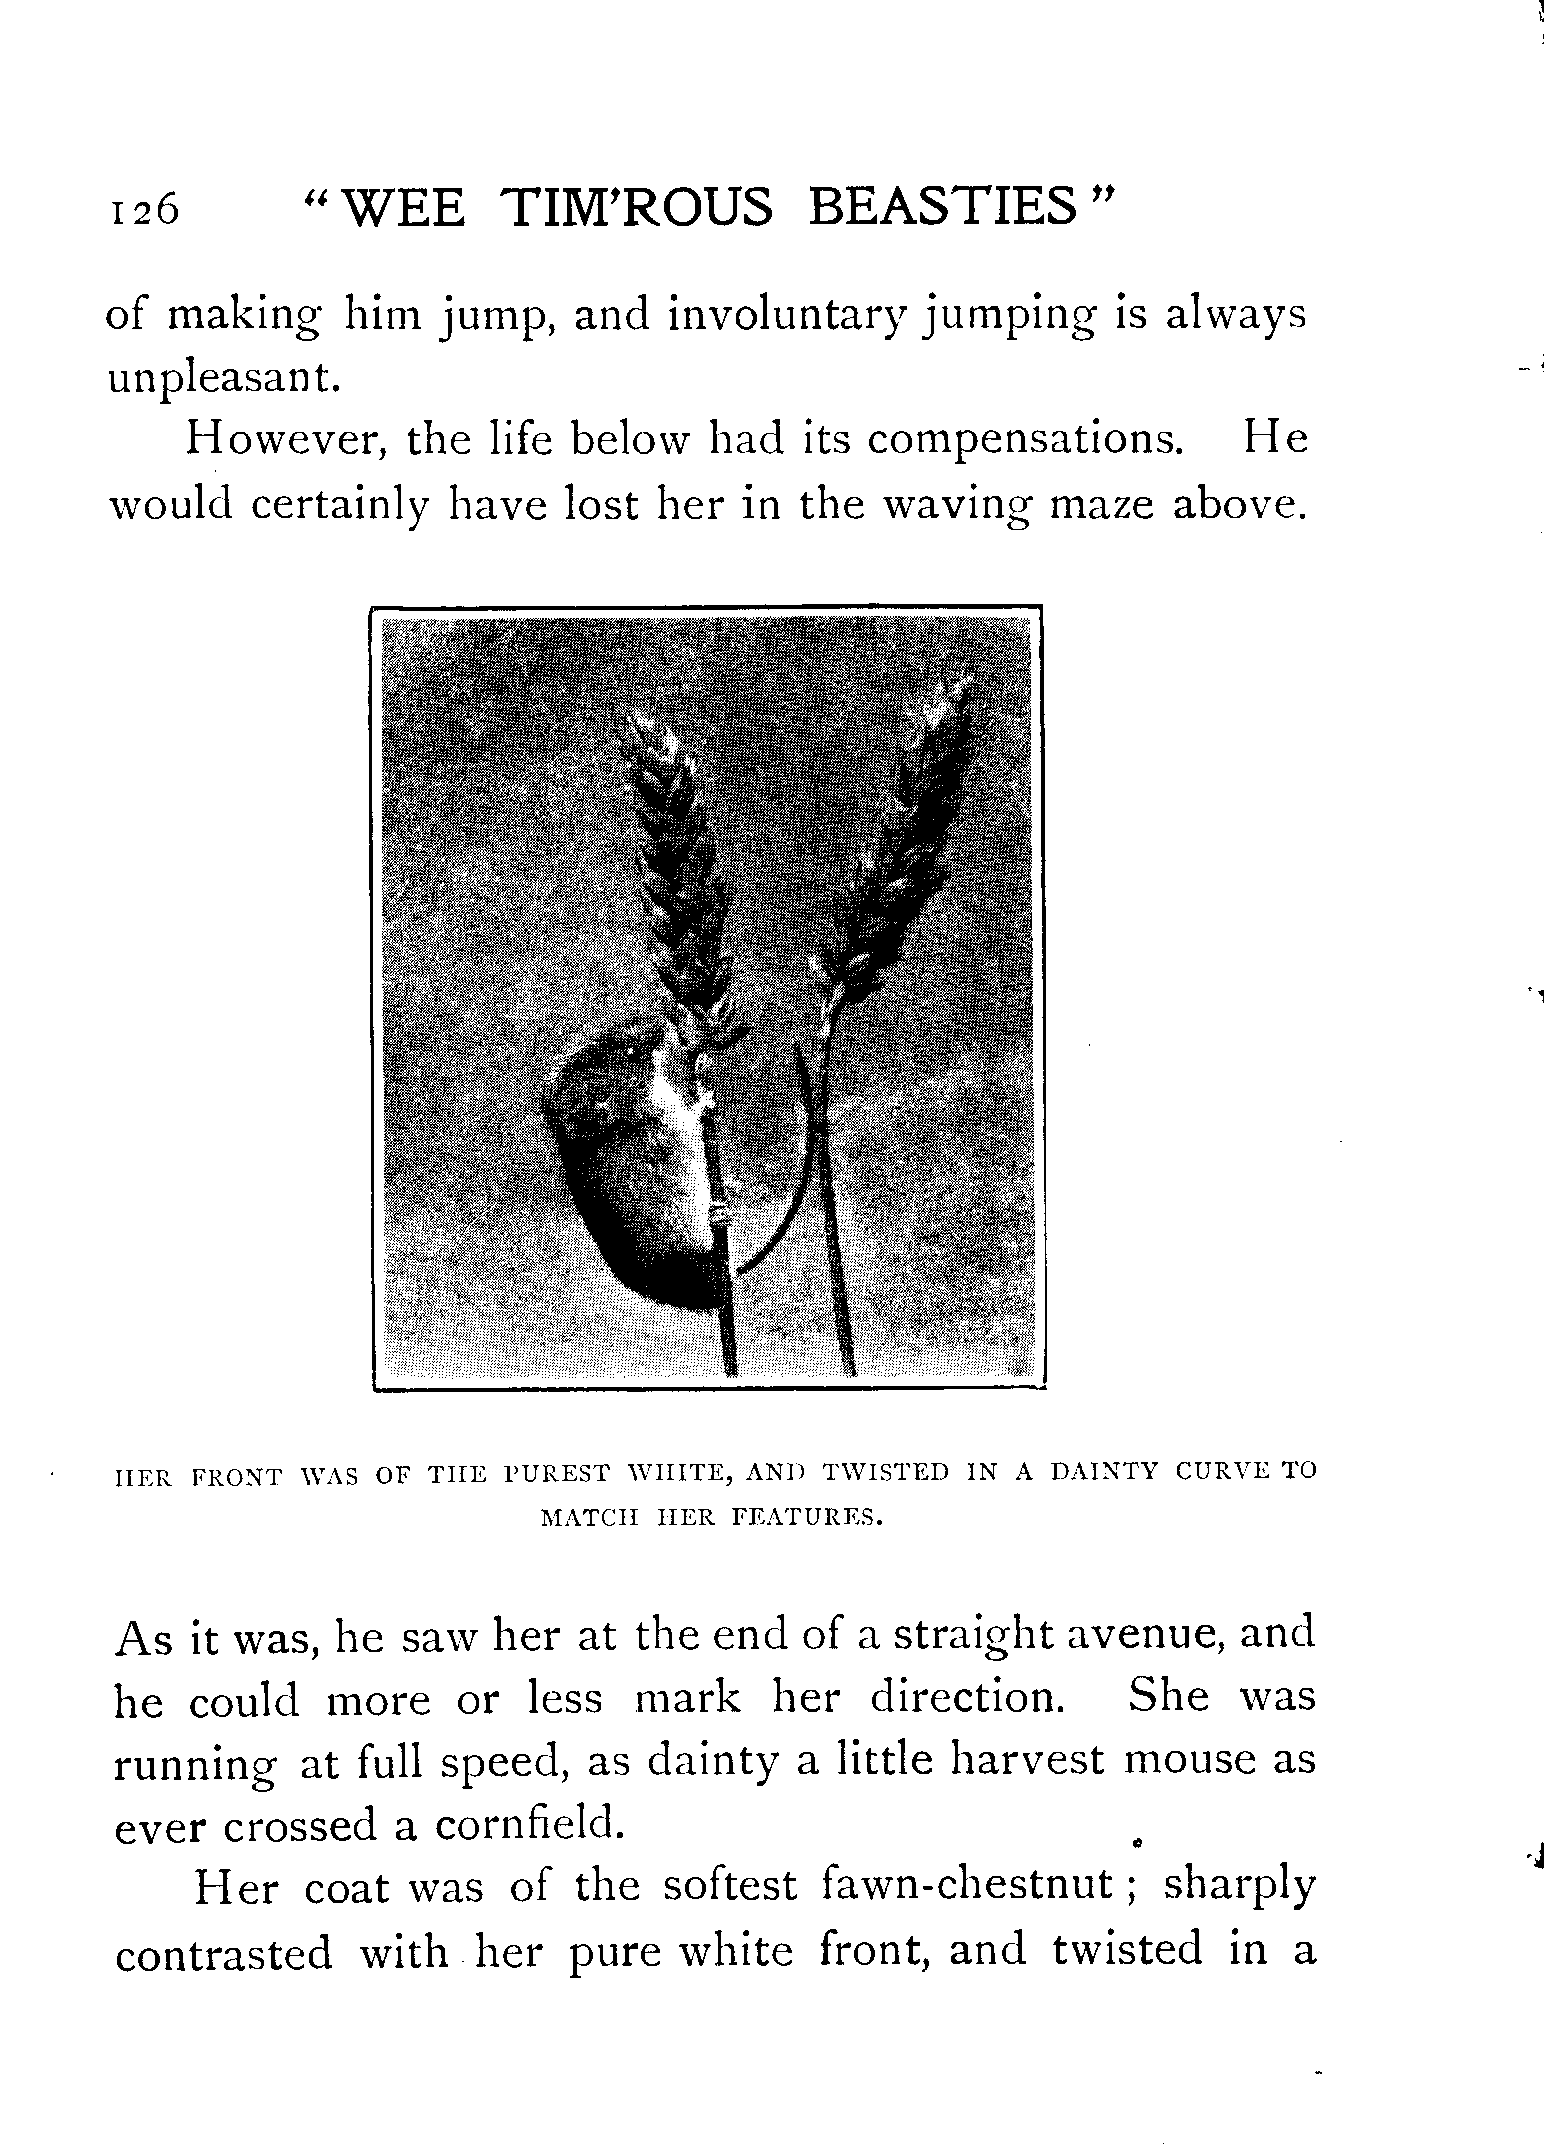 126 "WEE TIM'ROUS BEASTIES"
of making him jump, and involuntary jumping is always
unpleasant.
However, the life below had its compensations. He
would certainly have lost her in the waving maze above.
HER FRONT WAS OF THE PUREST WHITE, AND TWISTED IN A DAINTY CURVE TO
MATCH HER FEATURES.
As it was, he saw her at the end of a straight avenue, and
he could more or less mark her direction. She was
running at full speed, as dainty a little harvest mouse as
ever crossed a cornfield.
Her coat was of the softest fawn-chestnut; sharply
contrasted with her pure white front, and twisted in a